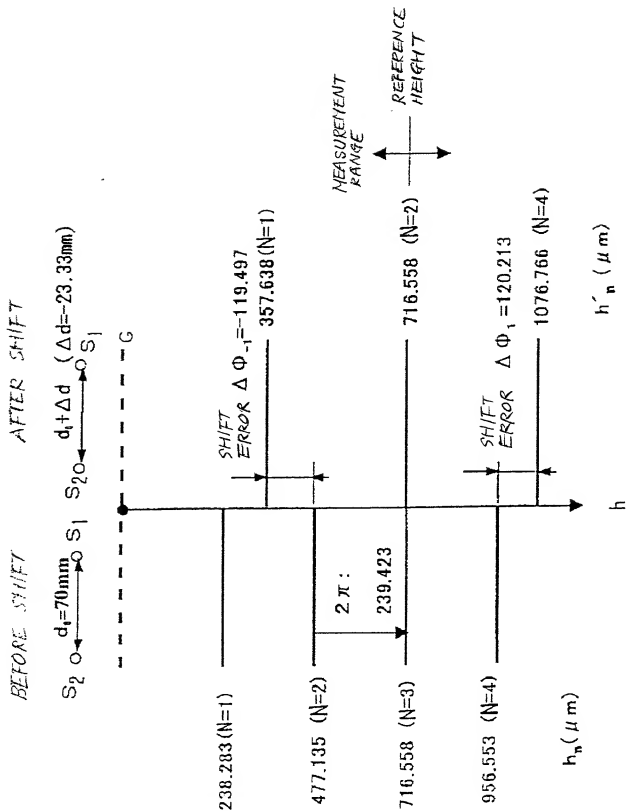 BEFORE SHIFT
AFTER SHIFT
d₁=70mm
S₂ S₁
d₁+Δd (Δd=-23.33mm)
S₂ S₁
G
238.283(N=1)
SHIFT
ERROR ΔΦ₋₁=-119.497
357.638(N=1)
477.135 (N=2)
2π:
239.423
MEASUREMENT
RANGE
REFERENCE
HEIGHT
716.558 (N=3)
716.558 (N=2)
956.553 (N=4)
SHIFT
ERROR ΔΦ₁=120.213
1076.766 (N=4)
hₙ(μm)
h
h´ₙ (μm)